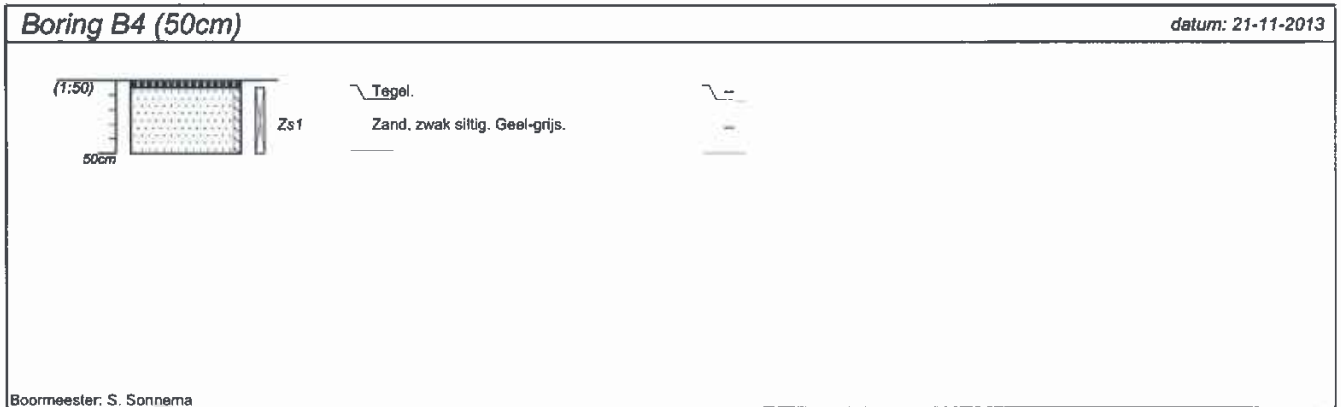 Boring B4 (50cm)
datum: 21-11-2013
(1:50)
Tegel.
--
Zs1
Zand, zwak siltig. Geel-grijs.
--
50cm
Boormeester: S. Sonnema